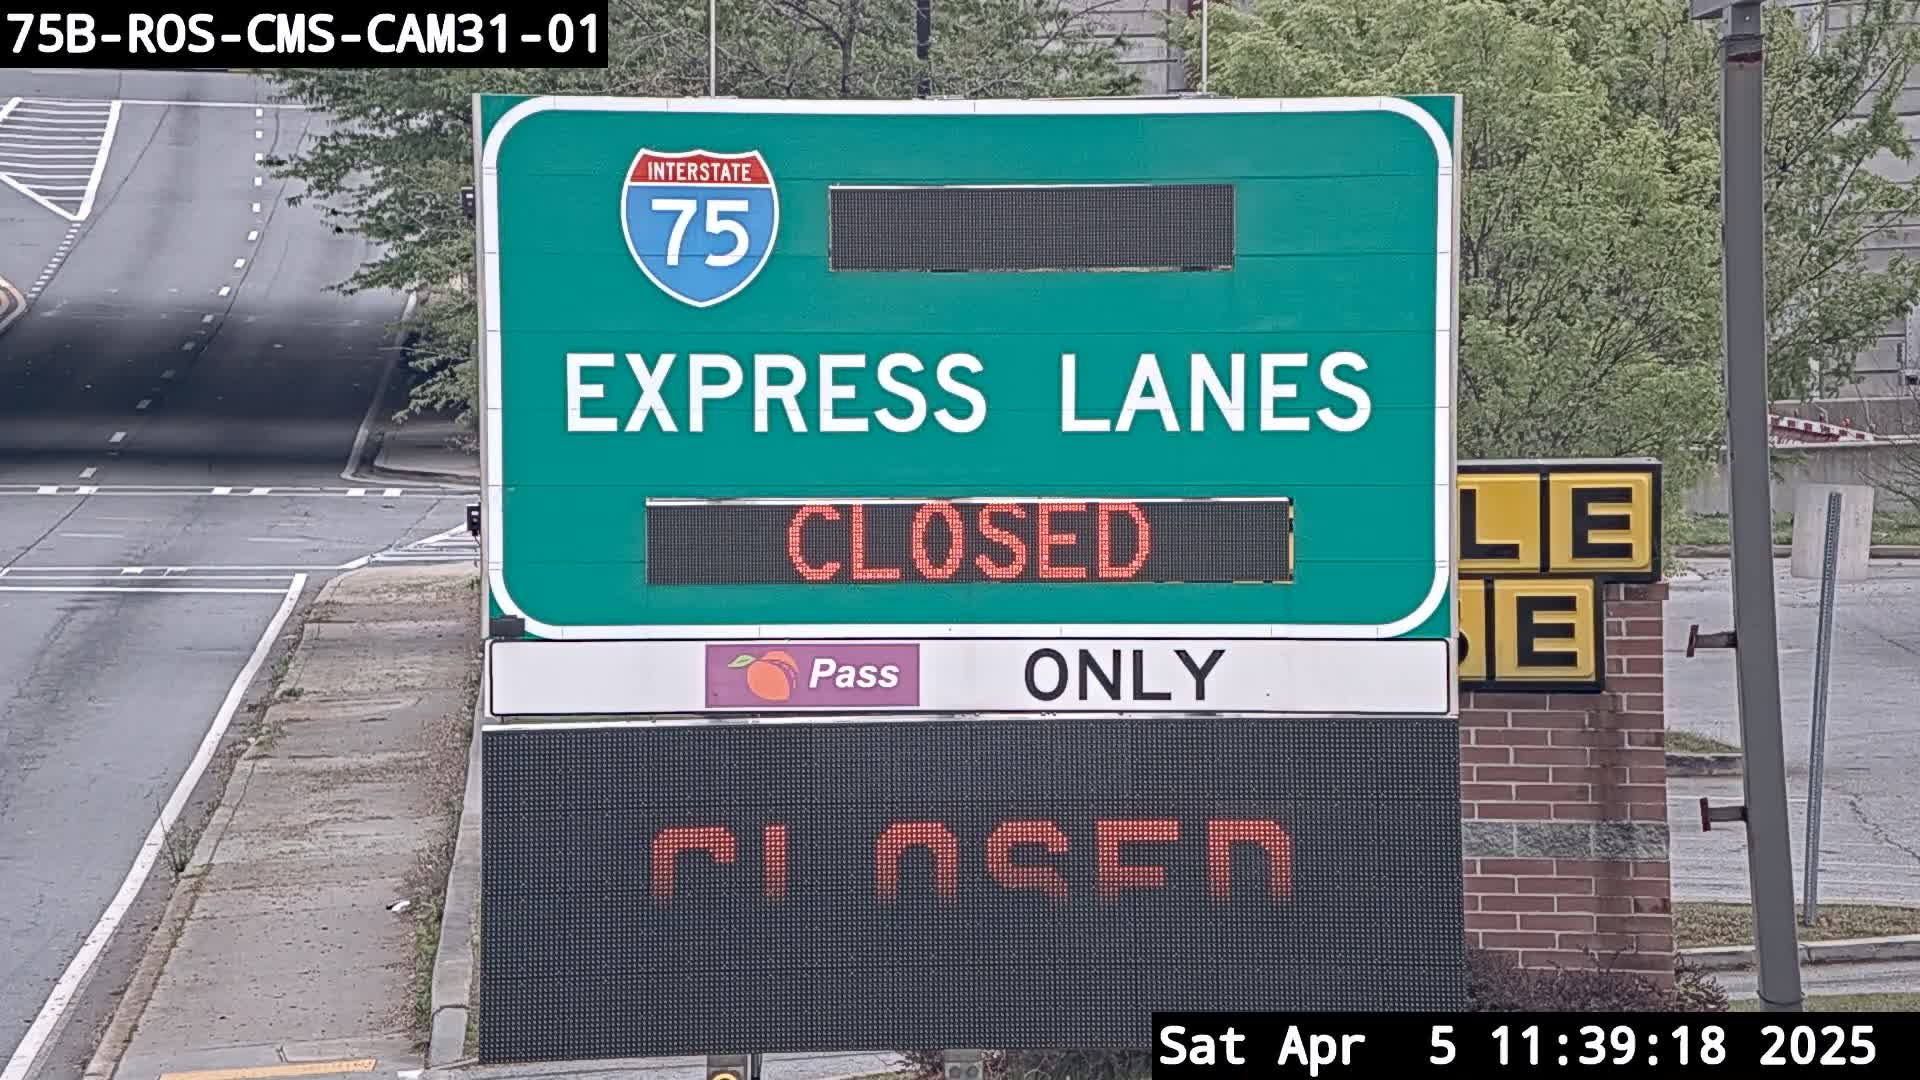 75B-ROS-CMS-CAM31-01
INTERSTATE
75
EXPRESS LANES
CLOSED
LE
E
Pass ONLY
CLOSED
Sat Apr 5 11:39:18 2025